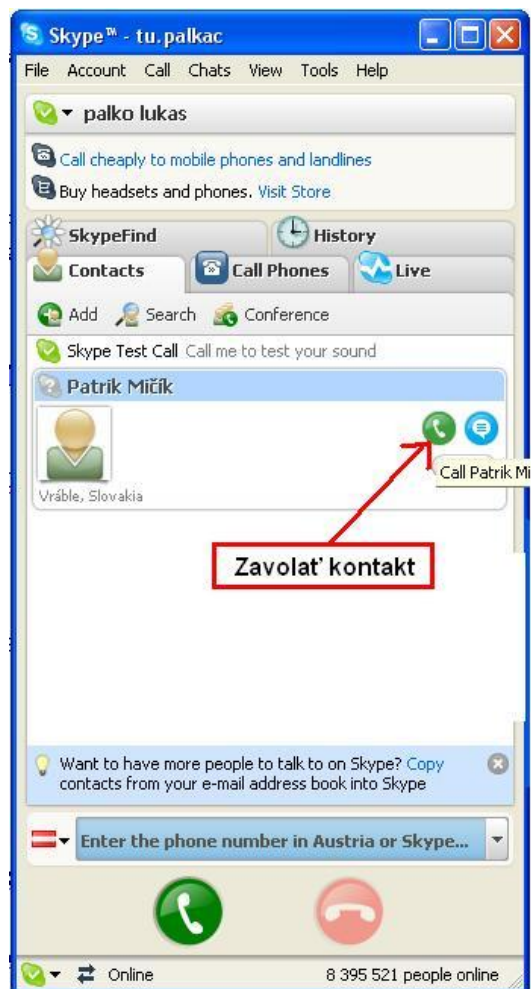 Skype™ - tu.palkac
File Account Call Chats View Tools Help
palko lukas
Call cheaply to mobile phones and landlines
Buy headsets and phones. Visit Store
SkypeFind History
Contacts Call Phones Live
Add Search Conference
Skype Test Call Call me to test your sound
Patrik Mičík
Call Patrik Mi
Vráble, Slovakia
Zavolať kontakt
Want to have more people to talk to on Skype? Copy
contacts from your e-mail address book into Skype
Enter the phone number in Austria or Skype...
Online 8 395 521 people online